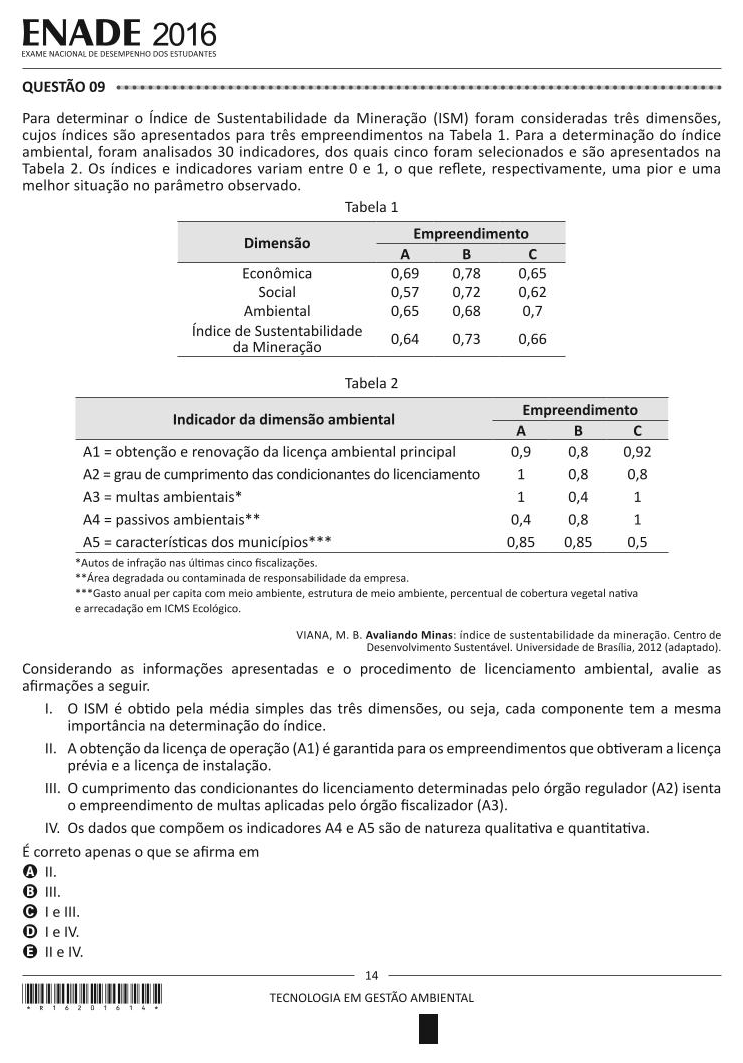 ENADE 2016
EXAME NACIONAL DE DESEMPENHO DOS ESTUDANTES
QUESTÃO 09
Para determinar o Índice de Sustentabilidade da Mineração (ISM) foram consideradas três dimensões,
cujos índices são apresentados para três empreendimentos na Tabela 1. Para a determinação do índice
ambiental, foram analisados 30 indicadores, dos quais cinco foram selecionados e são apresentados na
Tabela 2. Os índices e indicadores variam entre 0 e 1, o que reflete, respectivamente, uma pior e uma
melhor situação no parâmetro observado.
Tabela 1
Dimensão Empreendimento
A B C
Econômica 0,69 0,78 0,65
Social 0,57 0,72 0,62
Ambiental 0,65 0,68 0,7
Índice de Sustentabilidade
da Mineração 0,64 0,73 0,66
Tabela 2
Indicador da dimensão ambiental Empreendimento
A B C
A1 = obtenção e renovação da licença ambiental principal 0,9 0,8 0,92
A2 = grau de cumprimento das condicionantes do licenciamento 1 0,8 0,8
A3 = multas ambientais* 1 0,4 1
A4 = passivos ambientais** 0,4 0,8 1
A5 = características dos municípios*** 0,85 0,85 0,5
*Autos de infração nas últimas cinco fiscalizações.
**Área degradada ou contaminada de responsabilidade da empresa.
***Gasto anual per capita com meio ambiente, estrutura de meio ambiente, percentual de cobertura vegetal nativa
e arrecadação em ICMS Ecológico.
VIANA, M. B. Avaliando Minas: índice de sustentabilidade da mineração. Centro de
Desenvolvimento Sustentável. Universidade de Brasília, 2012 (adaptado).
Considerando as informações apresentadas e o procedimento de licenciamento ambiental, avalie as
afirmações a seguir.
I. O ISM é obtido pela média simples das três dimensões, ou seja, cada componente tem a mesma
importância na determinação do índice.
II. A obtenção da licença de operação (A1) é garantida para os empreendimentos que obtiveram a licença
prévia e a licença de instalação.
III. O cumprimento das condicionantes do licenciamento determinadas pelo órgão regulador (A2) isenta
o empreendimento de multas aplicadas pelo órgão fiscalizador (A3).
IV. Os dados que compõem os indicadores A4 e A5 são de natureza qualitativa e quantitativa.
É correto apenas o que se afirma em
A II.
B III.
C I e III.
D I e IV.
E II e IV.
14
TECNOLOGIA EM GESTÃO AMBIENTAL
* R 1 6 2 0 1 6 1 4 *